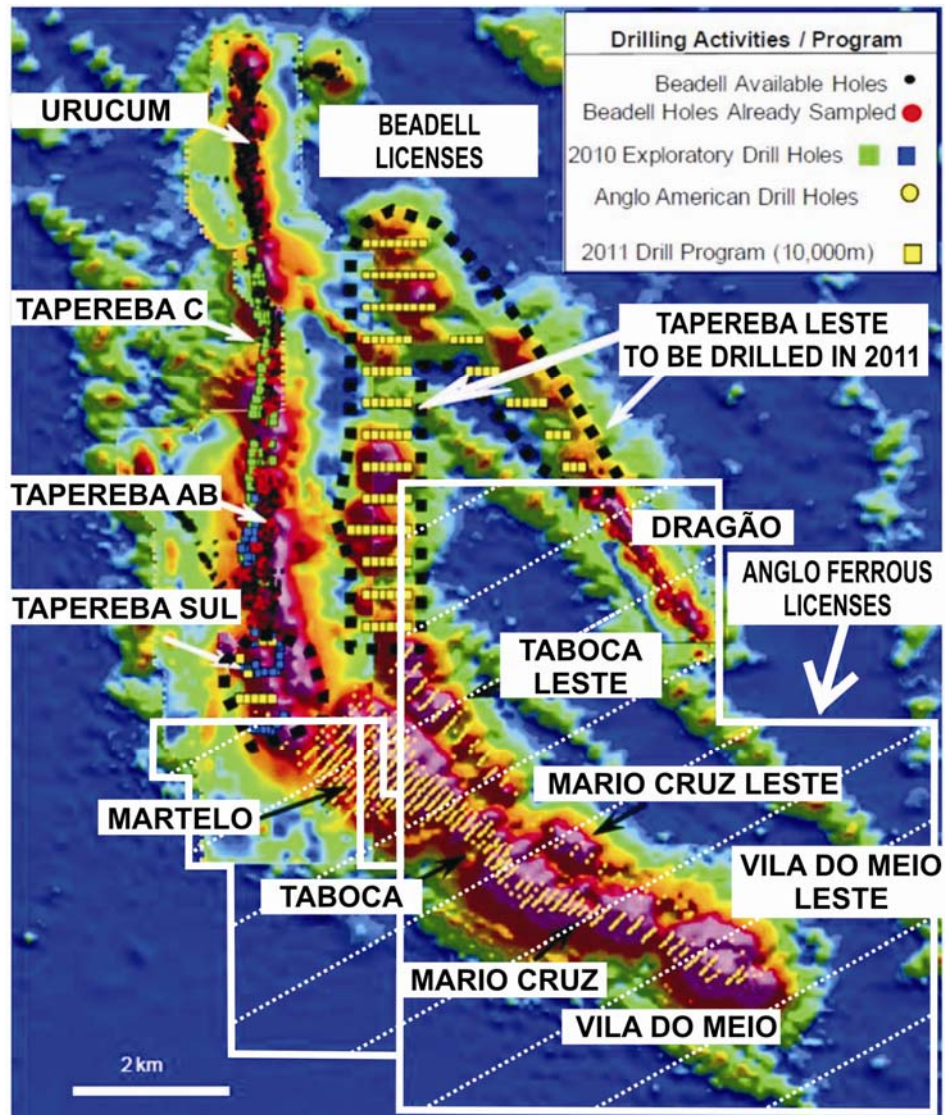 Drilling Activities / Program
Beadell Available Holes
Beadell Holes Already Sampled
2010 Exploratory Drill Holes
Anglo American Drill Holes
2011 Drill Program (10,000m)
URUCUM
BEADELL
LICENSES
TAPEREBA C
TAPEREBA LESTE
TO BE DRILLED IN 2011
TAPEREBA AB
DRAGÃO
ANGLO FERROUS
LICENSES
TAPEREBA SUL
TABOCA
LESTE
MARIO CRUZ LESTE
MARTELO
VILA DO MEIO
LESTE
TABOCA
MARIO CRUZ
VILA DO MEIO
2 km